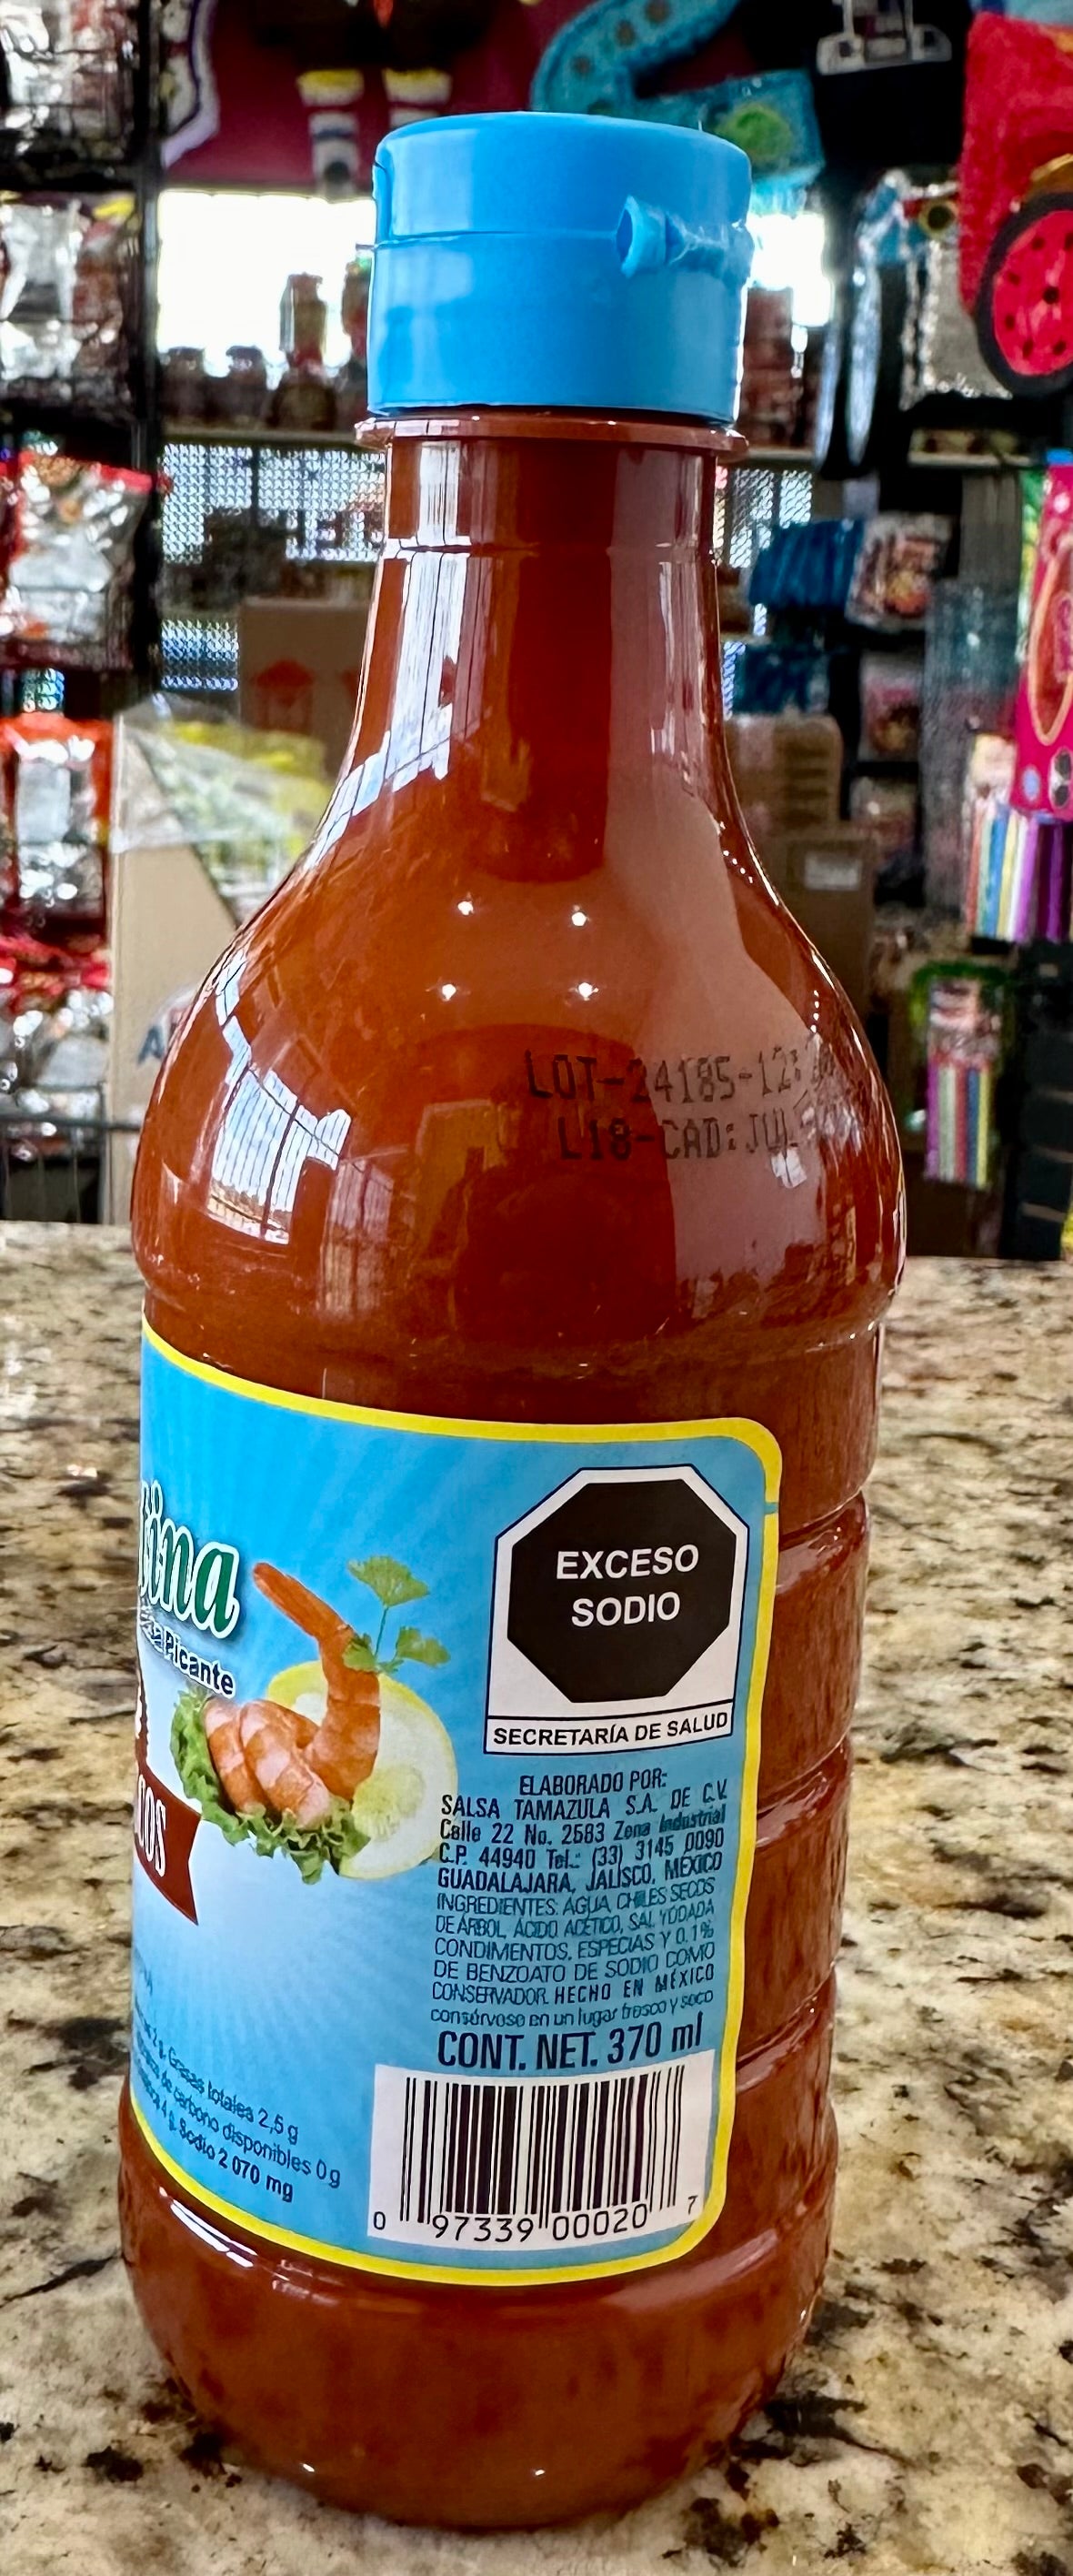 LOT-24185-12:
L18-CAD:JUL
tina
Picante
COS
EXCESO
SODIO
SECRETARÍA DE SALUD
ELABORADO POR:
SALSA TAMAZULA S.A. DE C.V.
Calle 22 No. 2583 Zona Industrial
C.P. 44940 Tel.: (33) 3145 0090
GUADALAJARA, JALISCO, MÉXICO
INGREDIENTES: AGUA, CHILES SECOS
DE ÁRBOL, ÁCIDO ACÉTICO, SAL YODADA
CONDIMENTOS, ESPECIAS Y 0.1%
DE BENZOATO DE SODIO COMO
CONSERVADOR. HECHO EN MÉXICO
consérvese en un lugar fresco y seco
CONT. NET. 370 ml
2 g, Grasas totales 2,5 g
de carbono disponibles 0 g
4 g, Sodio 2 070 mg
0 97339 00020 7